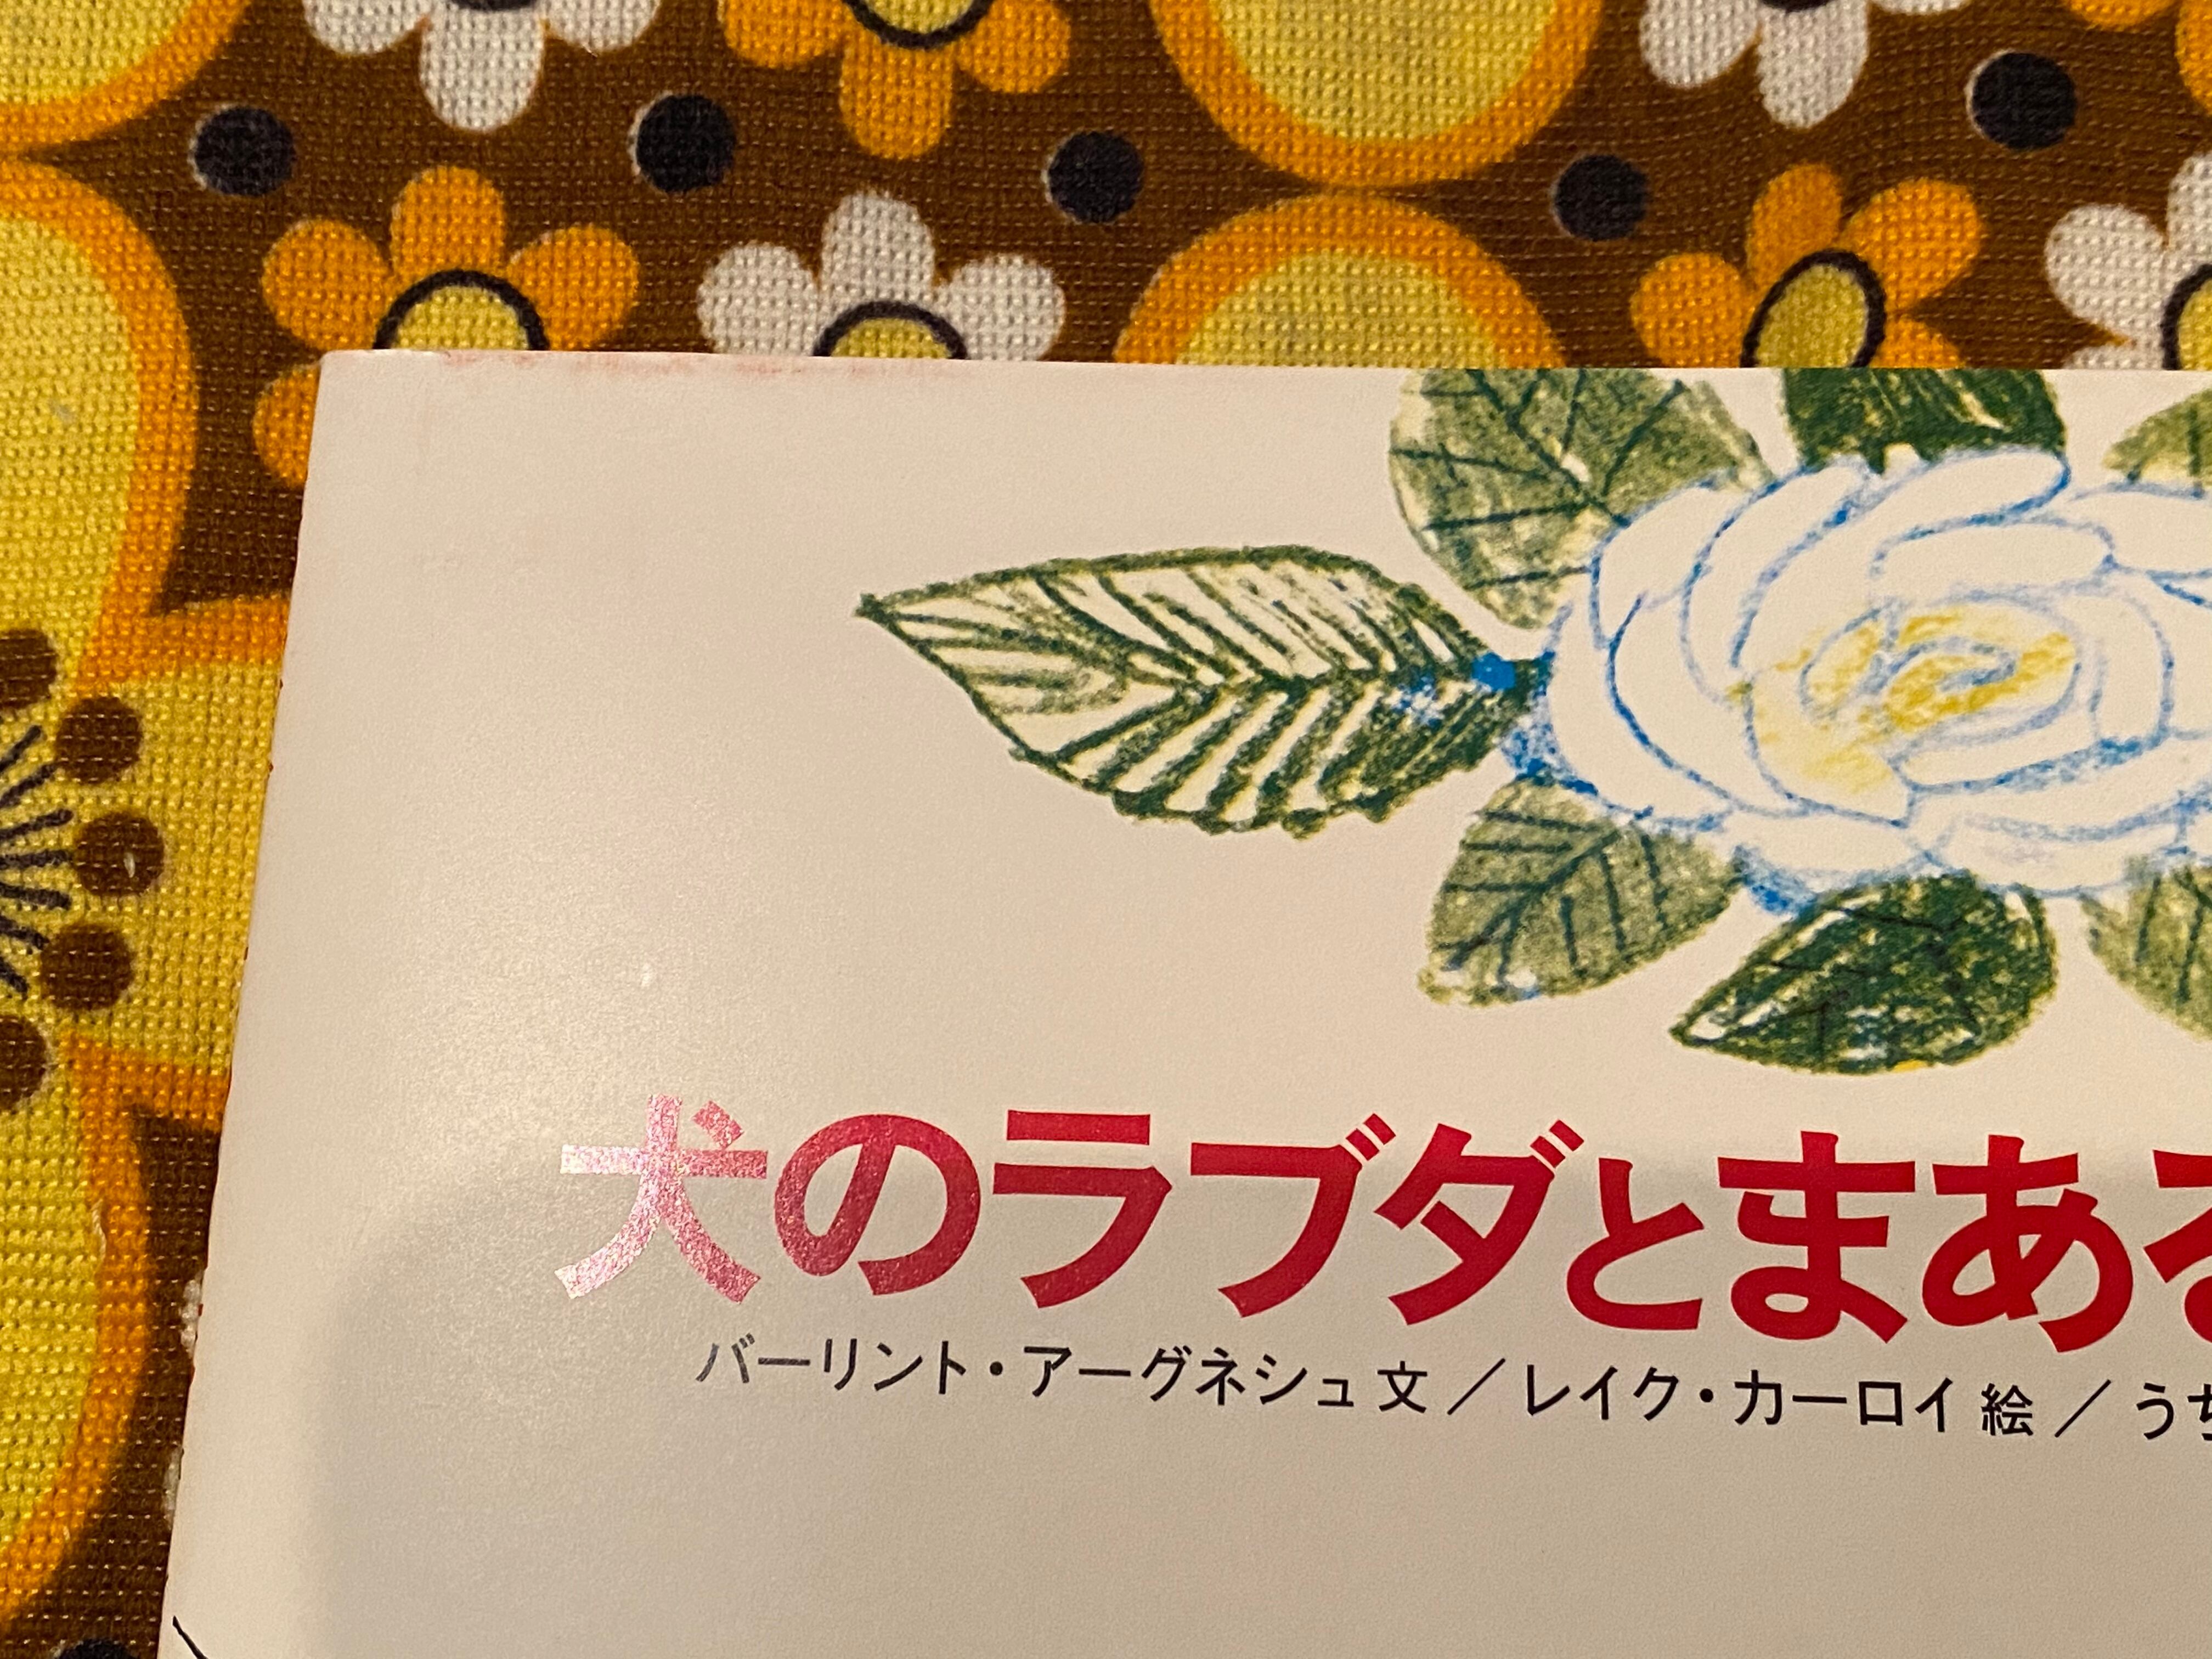 犬のラブダとまある
バーリント・アーグネシュ 文／レイク・カーロイ 絵／うち